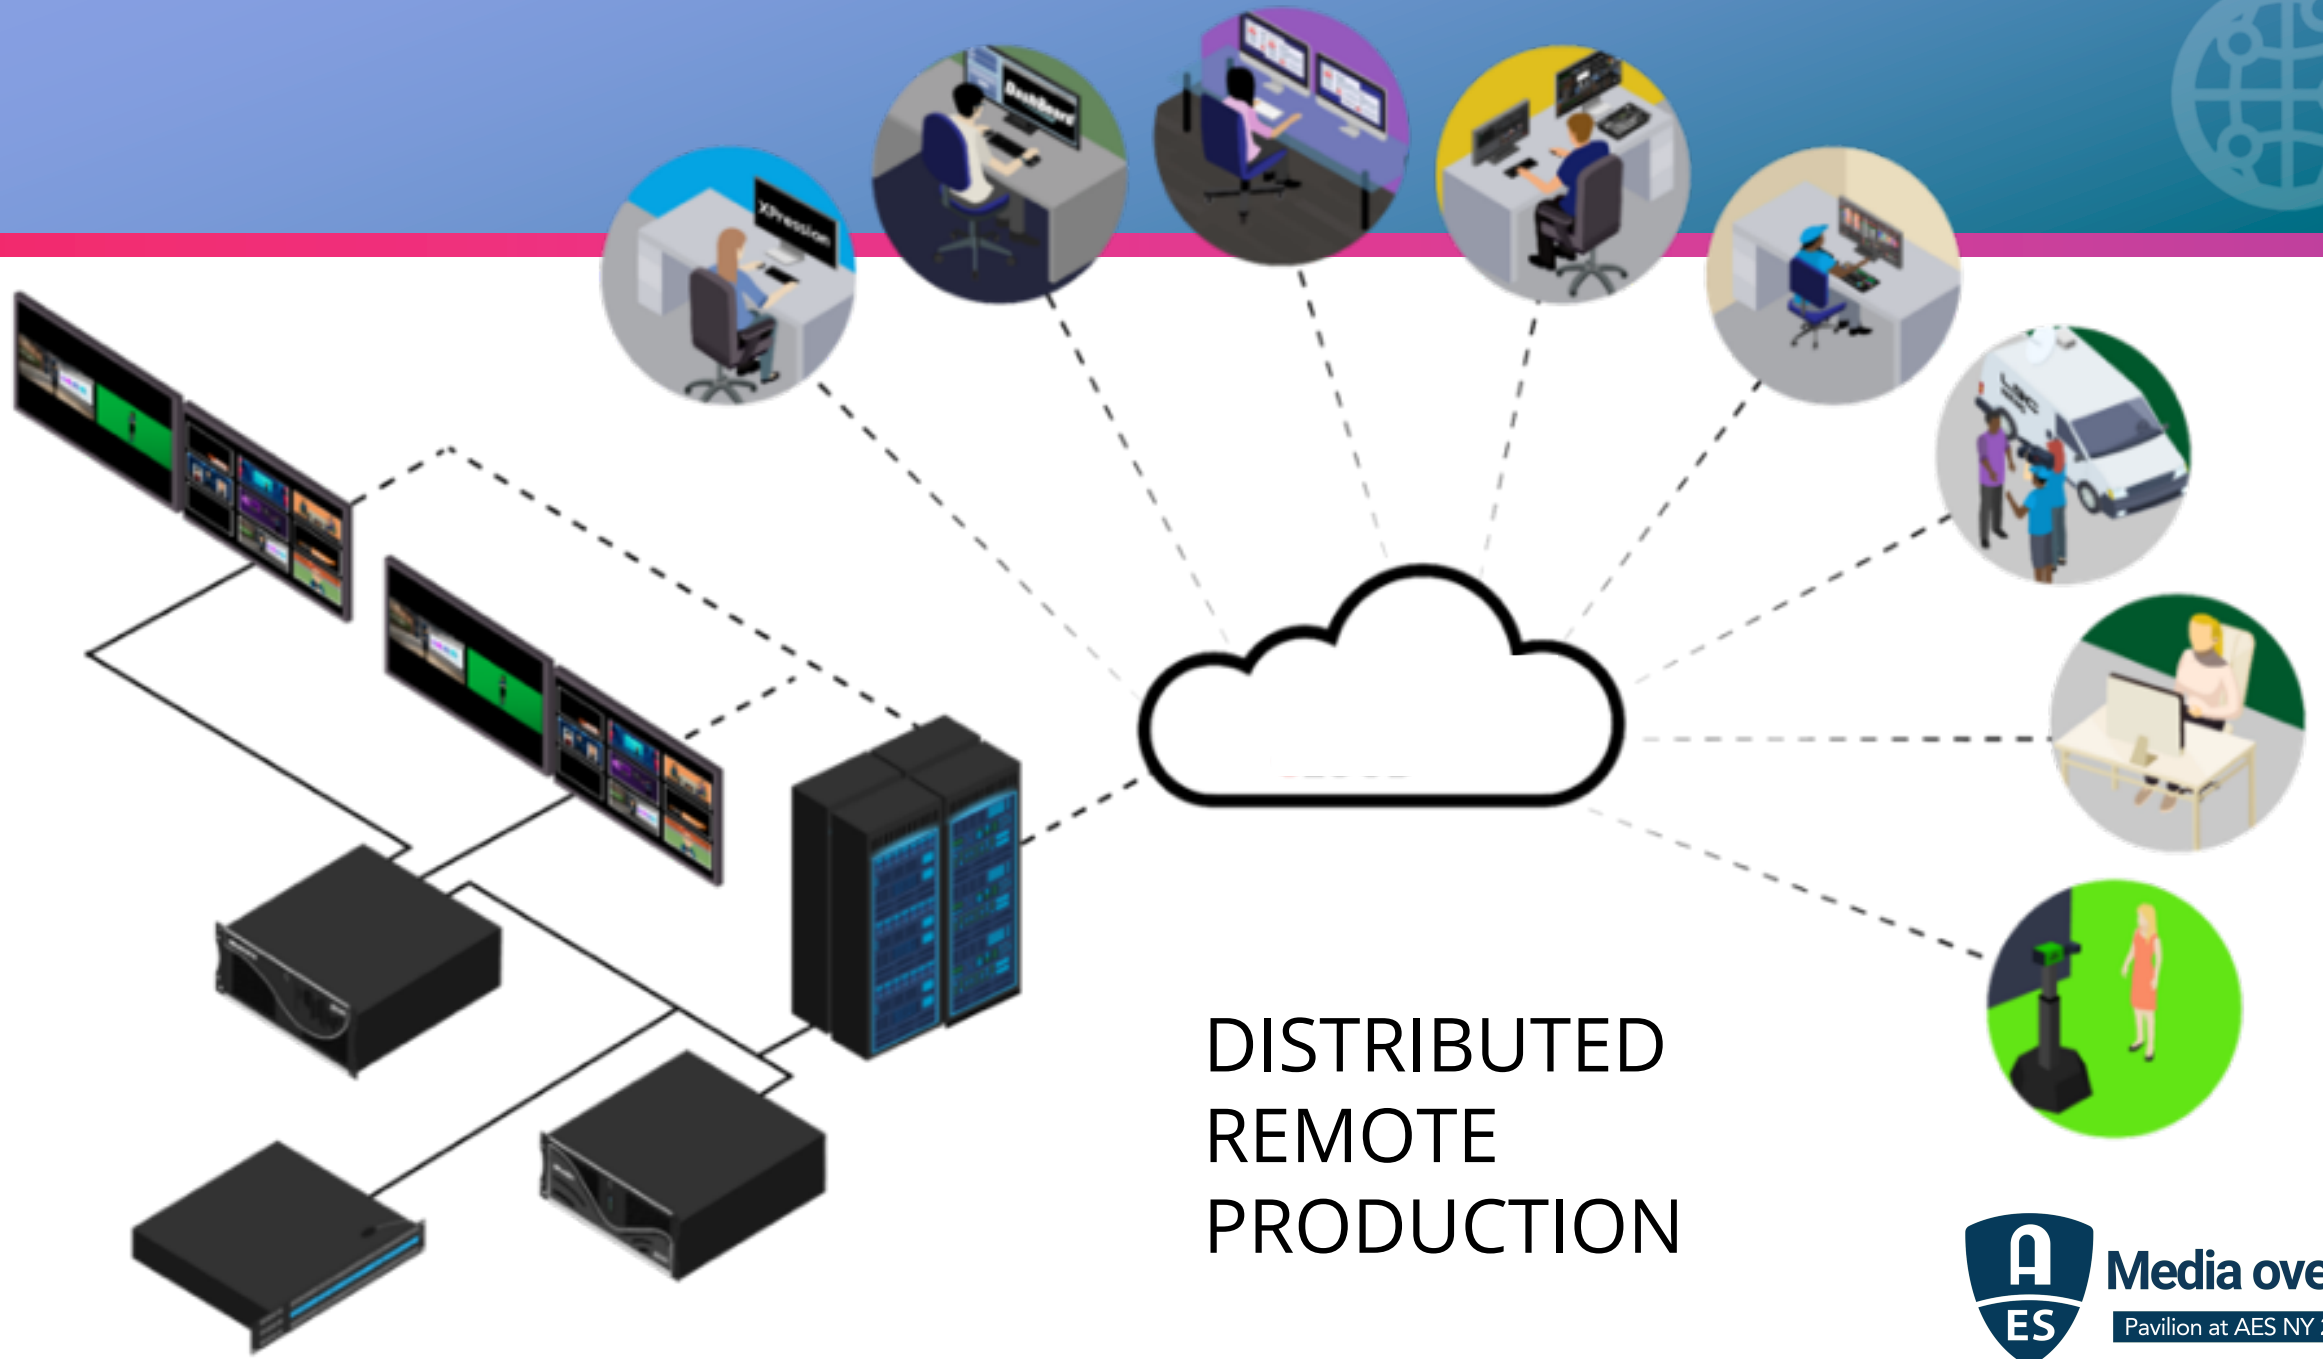 XPression
DashBoard
DISTRIBUTED
REMOTE
PRODUCTION
A
ES
Media ove
Pavilion at AES NY